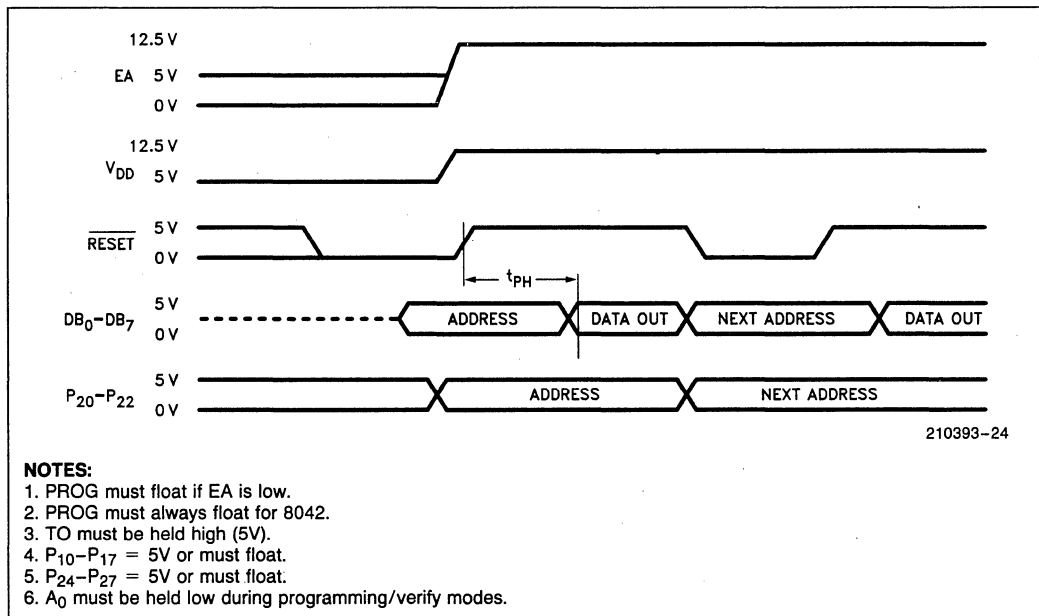 12.5 V
EA 5 V
0 V
12.5 V
VDD 5 V
RESET 5 V
0 V
tPH
DB0–DB7 5 V
0 V
ADDRESS DATA OUT NEXT ADDRESS DATA OUT
P20–P22 5 V
0 V
ADDRESS NEXT ADDRESS
210393–24
NOTES:
1. PROG must float if EA is low.
2. PROG must always float for 8042.
3. TO must be held high (5V).
4. P10–P17 = 5V or must float.
5. P24–P27 = 5V or must float.
6. A0 must be held low during programming/verify modes.